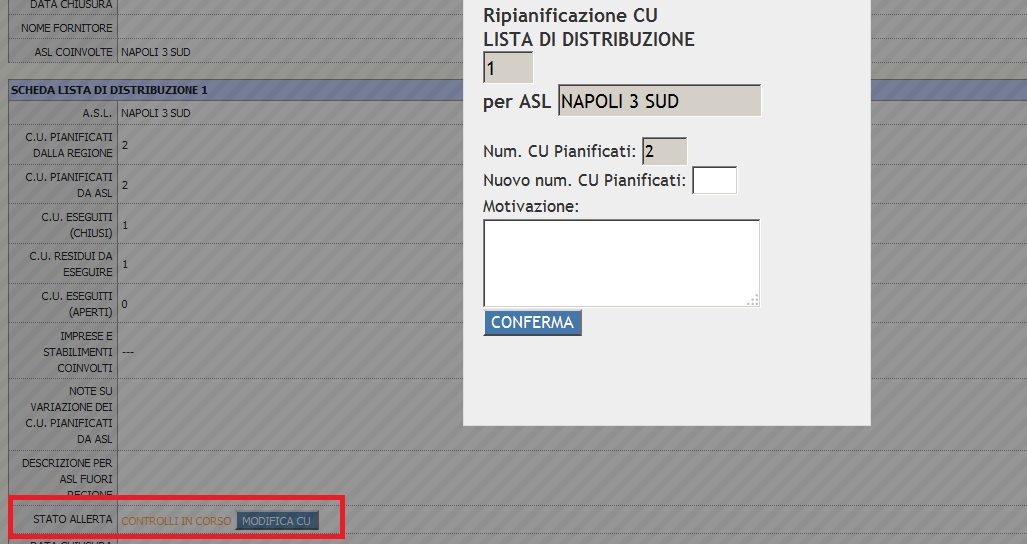 DATA CHIUSURA
NOME FORNITORE
ASL COINVOLTE NAPOLI 3 SUD
SCHEDA LISTA DI DISTRIBUZIONE 1
A.S.L. NAPOLI 3 SUD
C.U. PIANIFICATI
DALLA REGIONE 2
C.U. PIANIFICATI
DA ASL 2
C.U. ESEGUITI
(CHIUSI) 1
C.U. RESIDUI DA
ESEGUIRE 1
C.U. ESEGUITI
(APERTI) 0
IMPRESE E
STABILIMENTI
COINVOLTI ---
NOTE SU
VARIAZIONE DEI
C.U. PIANIFICATI
DA ASL
DESCRIZIONE PER
ASL FUORI
REGIONE
STATO ALLERTA CONTROLLI IN CORSO MODIFICA CU
DATA CHIUSURA
Ripianificazione CU
LISTA DI DISTRIBUZIONE
1
per ASL NAPOLI 3 SUD
Num. CU Pianificati: 2
Nuovo num. CU Pianificati:
Motivazione:
CONFERMA